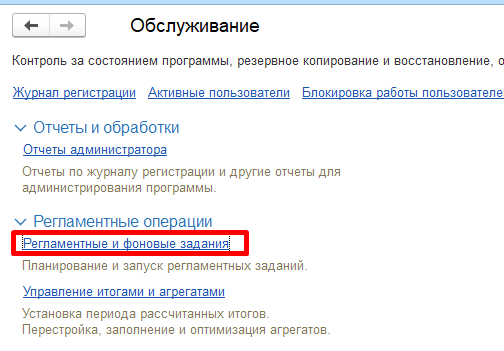 Обслуживание
Контроль за состоянием программы, резервное копирование и восстановление, о
Журнал регистрации Активные пользователи Блокировка работы пользователе
Отчеты и обработки
Отчеты администратора
Отчеты по журналу регистрации и другие отчеты для
администрирования программы.
Регламентные операции
Регламентные и фоновые задания
Планирование и запуск регламентных заданий.
Управление итогами и агрегатами
Установка периода рассчитанных итогов.
Перестройка, заполнение и оптимизация агрегатов.